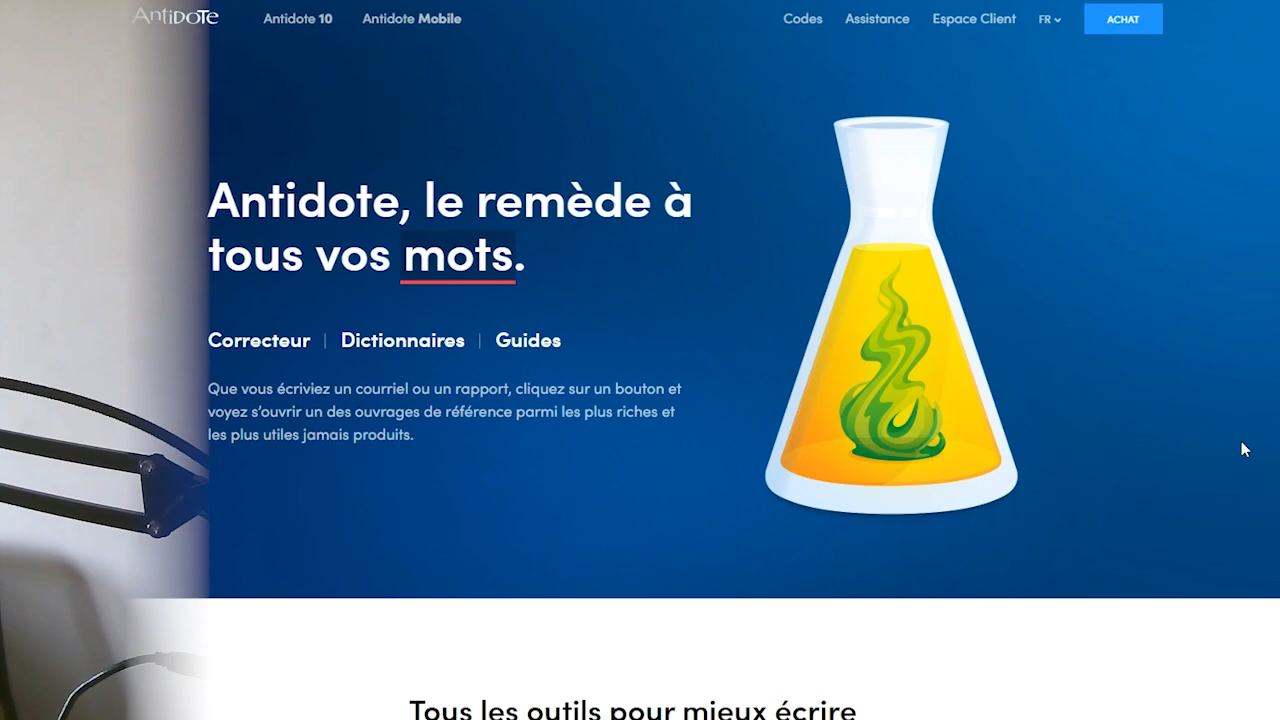 Antidote
Antidote 10
Antidote Mobile
Codes
Assistance
Espace Client
FR
ACHAT
Antidote, le remède à
tous vos mots.
Correcteur | Dictionnaires | Guides
Que vous écriviez un courriel ou un rapport, cliquez sur un bouton et
voyez s’ouvrir un des ouvrages de référence parmi les plus riches et
les plus utiles jamais produits.
Tous les outils pour mieux écrire